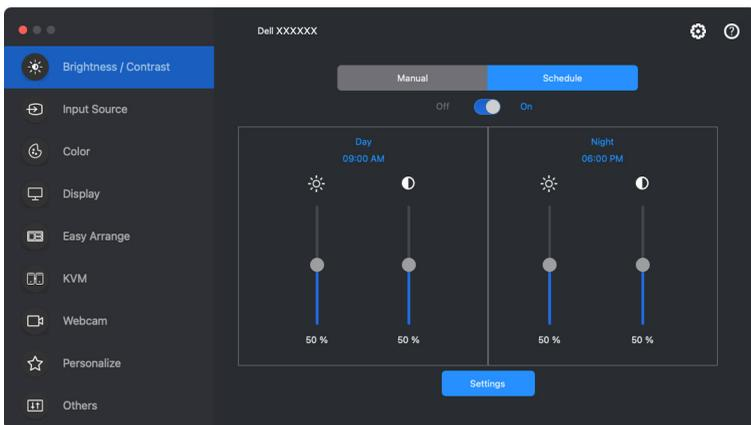 Dell XXXXXX
Brightness / Contrast
Input Source
Color
Display
Easy Arrange
KVM
Webcam
Personalize
Others
Manual
Schedule
Off
On
Day
09:00 AM
50 %
50 %
Night
06:00 PM
50 %
50 %
Settings